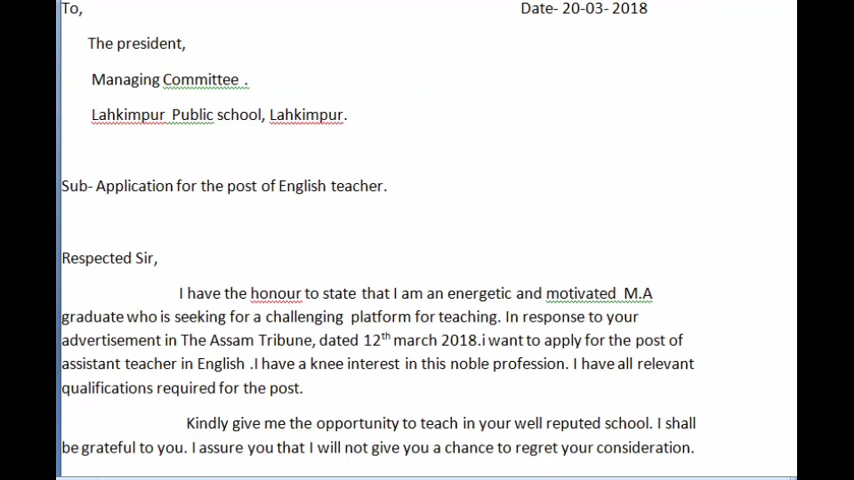 To, Date- 20-03- 2018
The president,
Managing Committee .
Lahkimpur Public school, Lahkimpur.
Sub- Application for the post of English teacher.
Respected Sir,
I have the honour to state that I am an energetic and motivated M.A
graduate who is seeking for a challenging platform for teaching. In response to your
advertisement in The Assam Tribune, dated 12th march 2018.i want to apply for the post of
assistant teacher in English .I have a knee interest in this noble profession. I have all relevant
qualifications required for the post.
Kindly give me the opportunity to teach in your well reputed school. I shall
be grateful to you. I assure you that I will not give you a chance to regret your consideration.